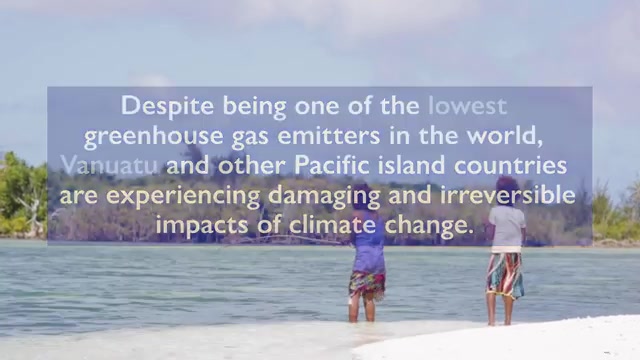 Despite being one of the lowest
greenhouse gas emitters in the world,
Vanuatu and other Pacific island countries
are experiencing damaging and irreversible
impacts of climate change.